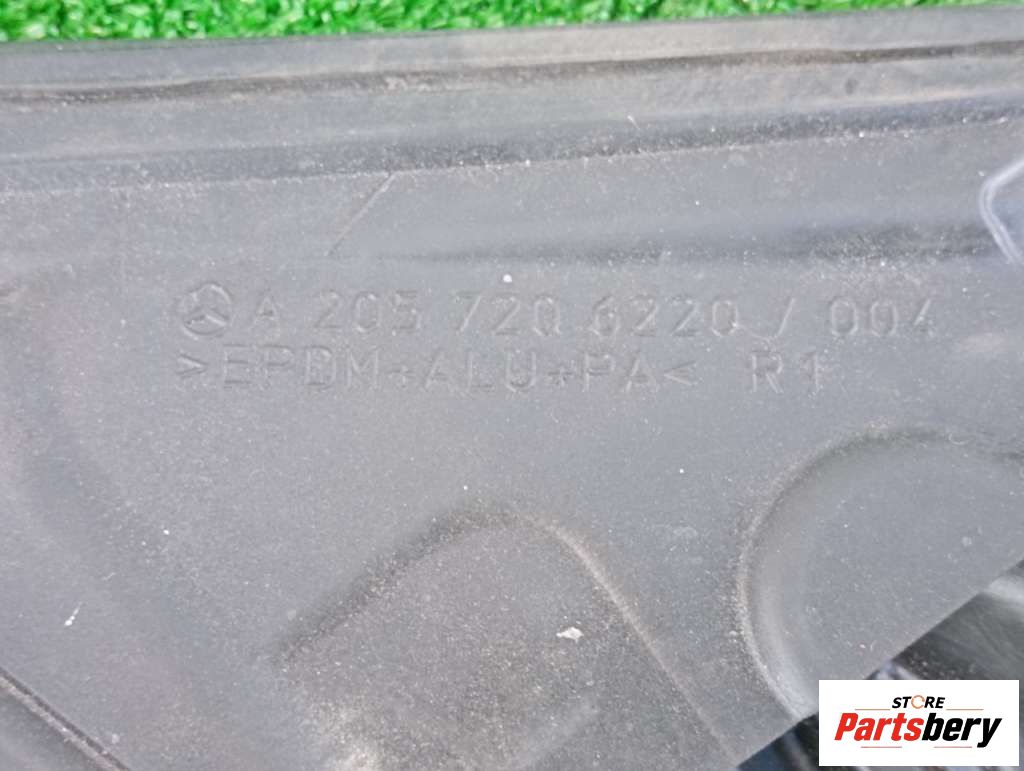 A 205 720 6220 / 004
>EPDM+ALU+PA< R1
STORE
Partsbery